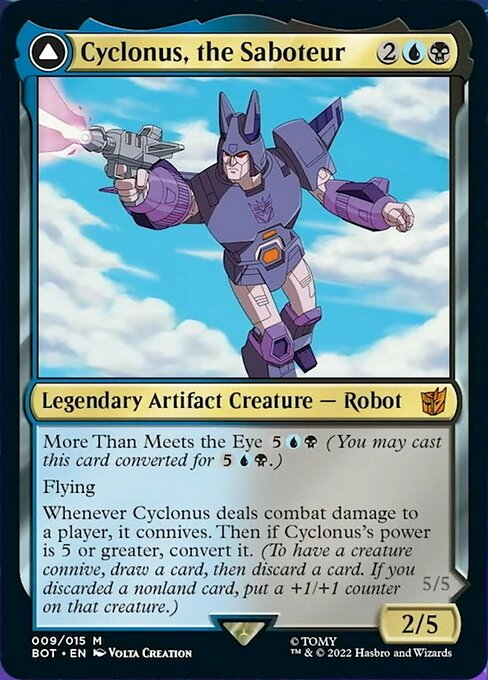 Cyclonus, the Saboteur 2
Legendary Artifact Creature — Robot
More Than Meets the Eye 5 (You may cast
this card converted for 5 .)
Flying
Whenever Cyclonus deals combat damage to
a player, it connives. Then if Cyclonus's power
is 5 or greater, convert it. (To have a creature
connive, draw a card, then discard a card. If you
discarded a nonland card, put a +1/+1 counter
on that creature.)
5/5
2/5
009/015 M
BOT • EN Volta Creation
© TOMY
™ & © 2022 Hasbro and Wizards